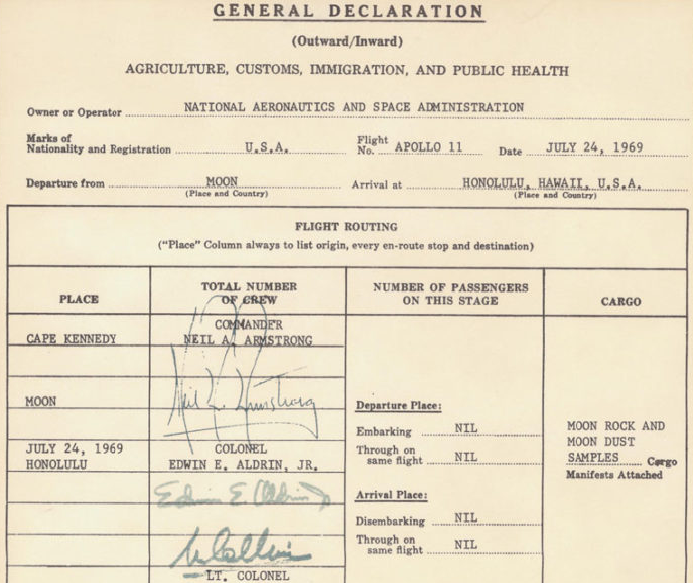 GENERAL DECLARATION
(Outward/Inward)
AGRICULTURE, CUSTOMS, IMMIGRATION, AND PUBLIC HEALTH
Owner or Operator NATIONAL AERONAUTICS AND SPACE ADMINISTRATION
Marks of
Nationality and Registration U.S.A. Flight No. APOLLO 11 Date JULY 24, 1969
Departure from MOON Arrival at HONOLULU, HAWAII, U.S.A.
(Place and Country) (Place and Country)
FLIGHT ROUTING
("Place" Column always to list origin, every en-route stop and destination)
PLACE
TOTAL NUMBER
OF CREW
NUMBER OF PASSENGERS
ON THIS STAGE
CARGO
CAPE KENNEDY
MOON
JULY 24, 1969
HONOLULU
COMMANDER
NEIL A. ARMSTRONG
Neil A. Armstrong
COLONEL
EDWIN E. ALDRIN, JR.
Edwin E. Aldrin Jr
M Collins
LT. COLONEL
Departure Place:
Embarking NIL
Through on
same flight NIL
Arrival Place:
Disembarking NIL
Through on
same flight NIL
MOON ROCK AND
MOON DUST
SAMPLES Cargo
Manifests Attached